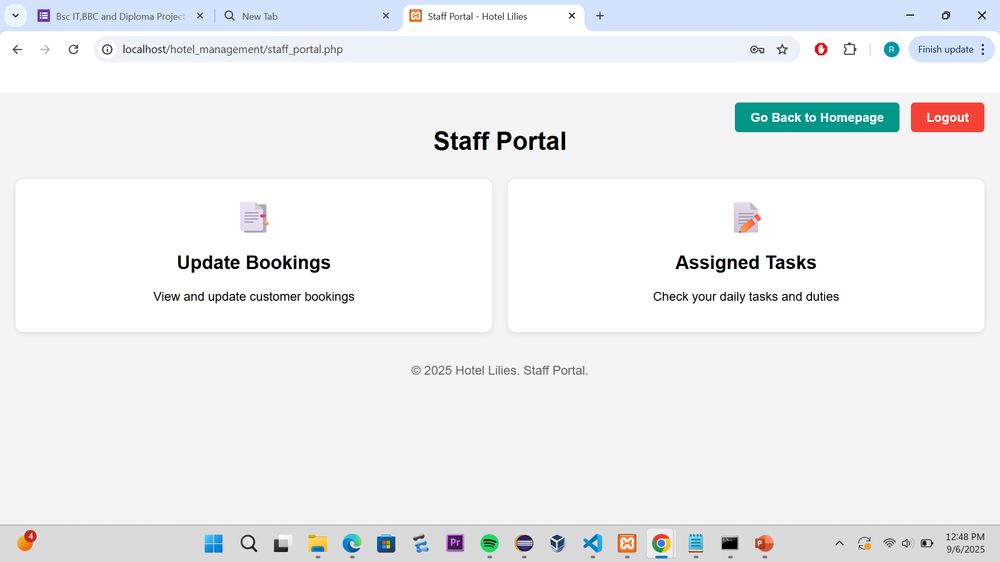 Bsc IT,BBC and Diploma Project
New Tab
Staff Portal - Hotel Lilies
localhost/hotel_management/staff_portal.php
R
Finish update
Go Back to Homepage
Logout
Staff Portal
Update Bookings
View and update customer bookings
Assigned Tasks
Check your daily tasks and duties
© 2025 Hotel Lilies. Staff Portal.
4
Pr
P
12:48 PM
9/6/2025